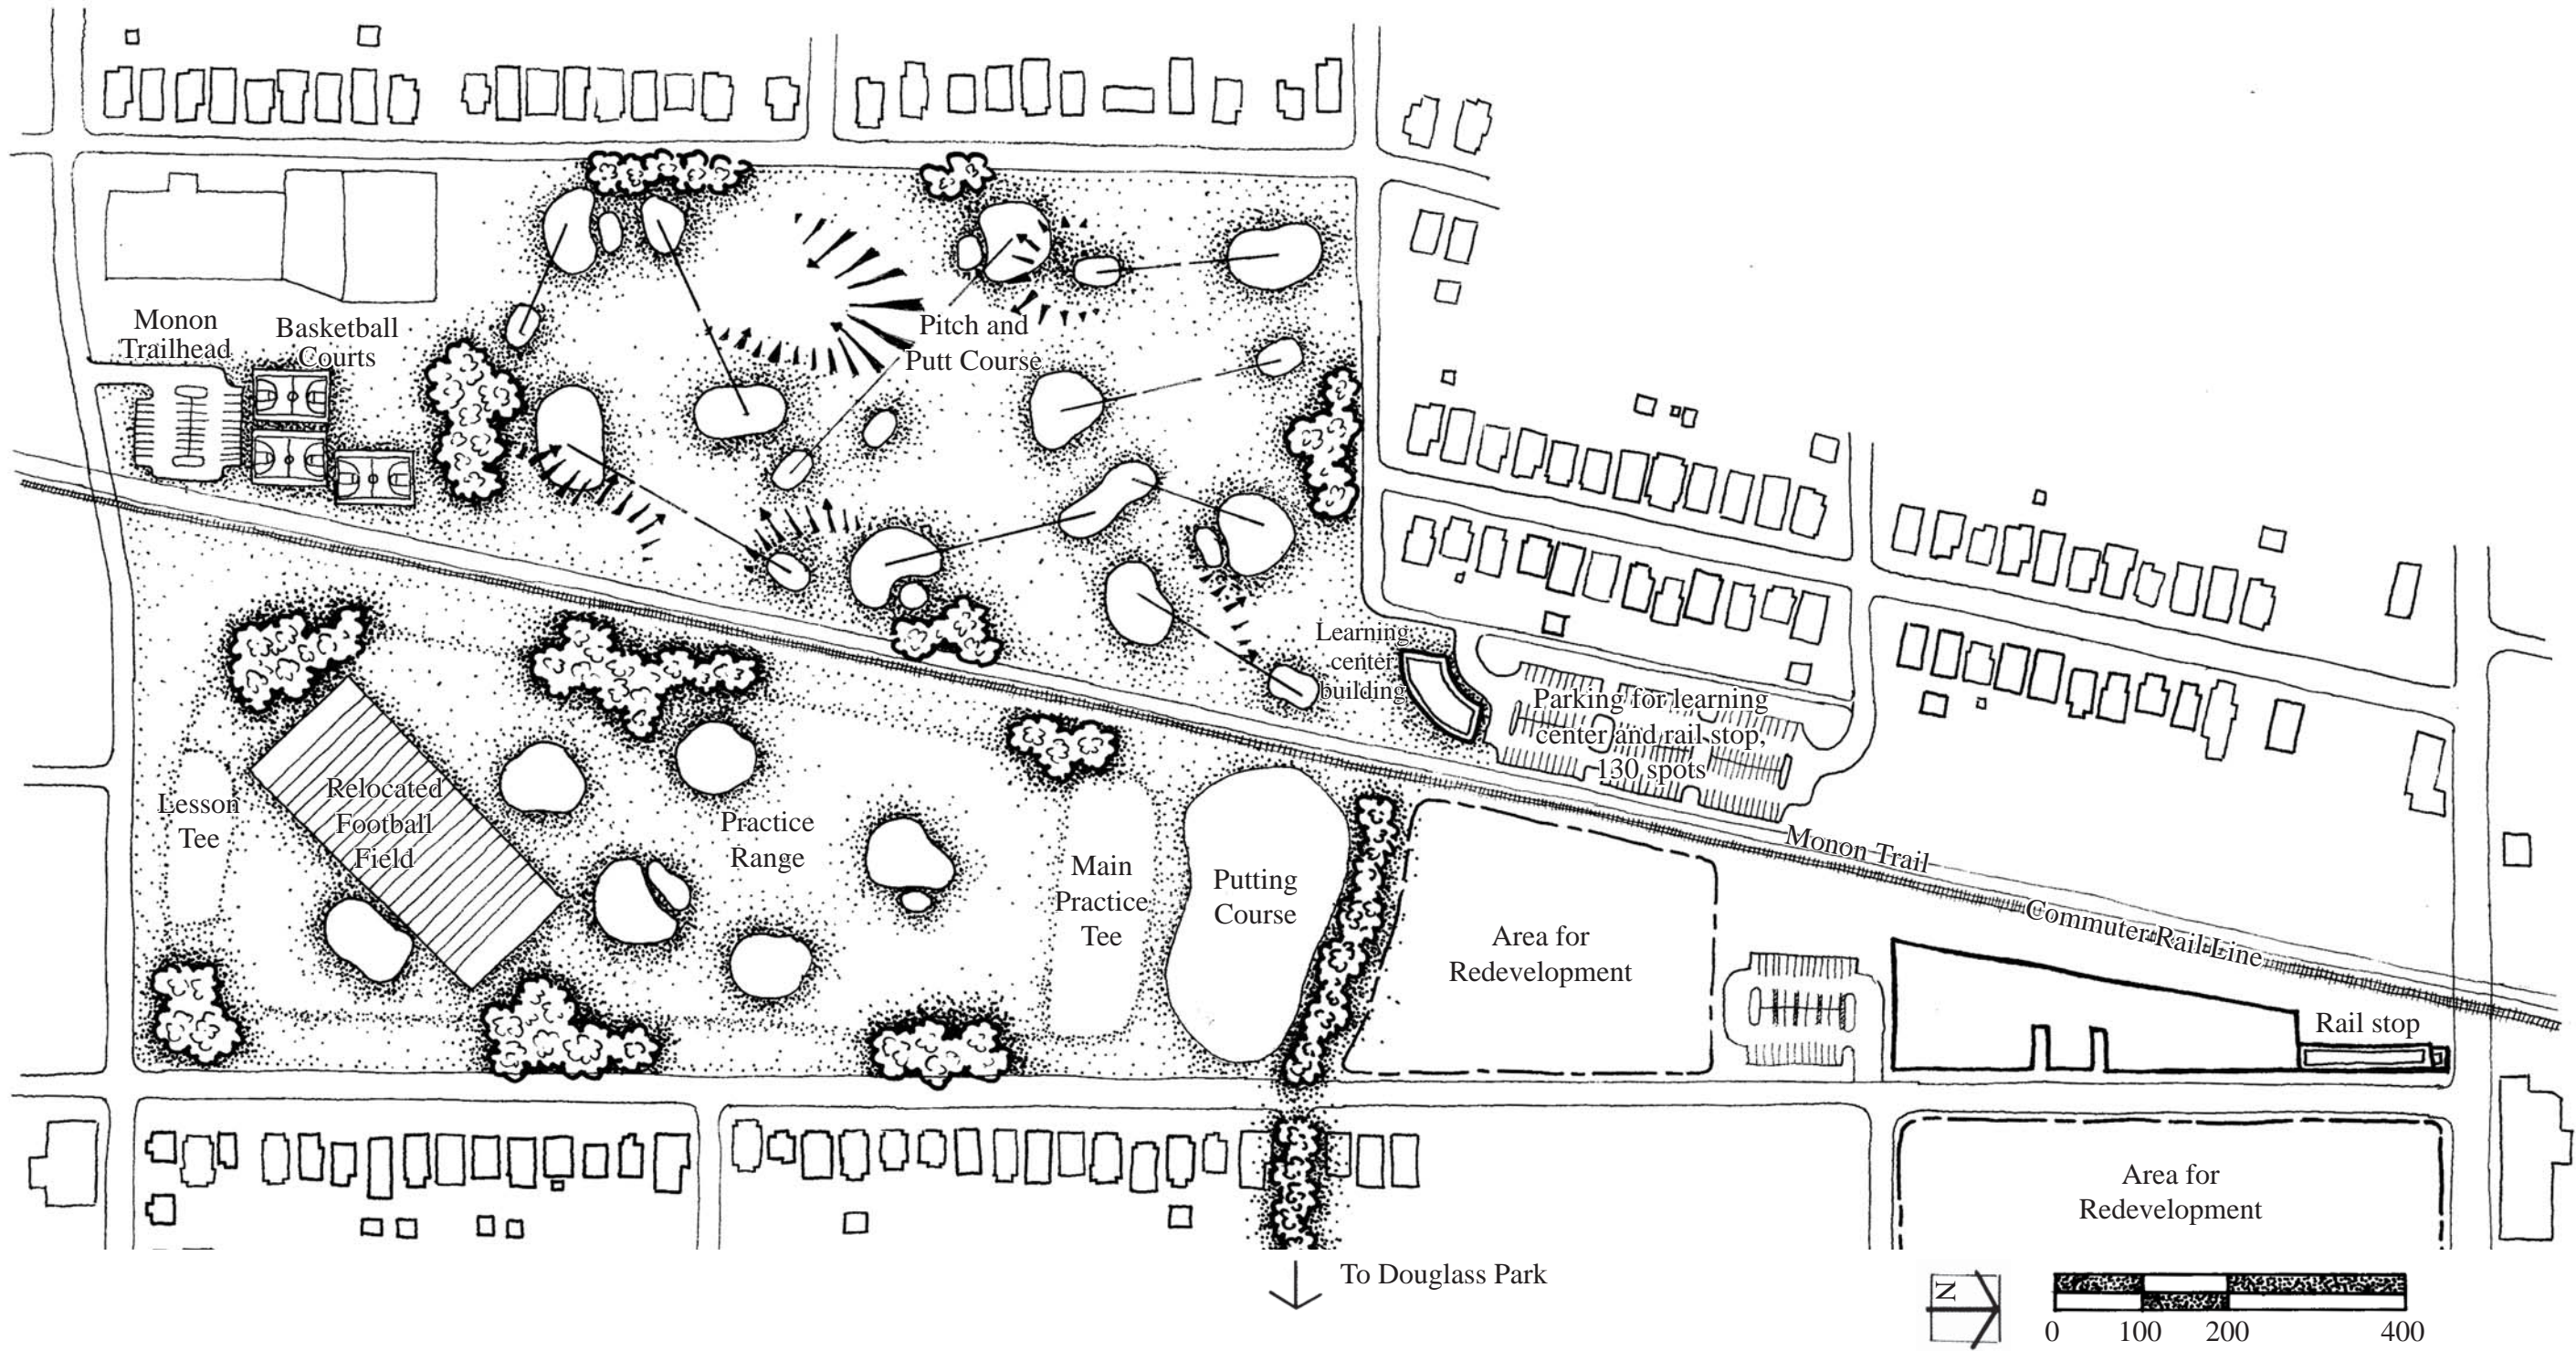 Monon
Trailhead
Basketball
Courts
Pitch and
Putt Course
Learning
center
building
Parking for learning
center and rail stop,
130 spots
Lesson
Tee
Relocated
Football
Field
Practice
Range
Main
Practice
Tee
Putting
Course
Monon Trail
Commuter Rail Line
Area for
Redevelopment
Rail stop
Area for
Redevelopment
To Douglass Park
N
0 100 200 400